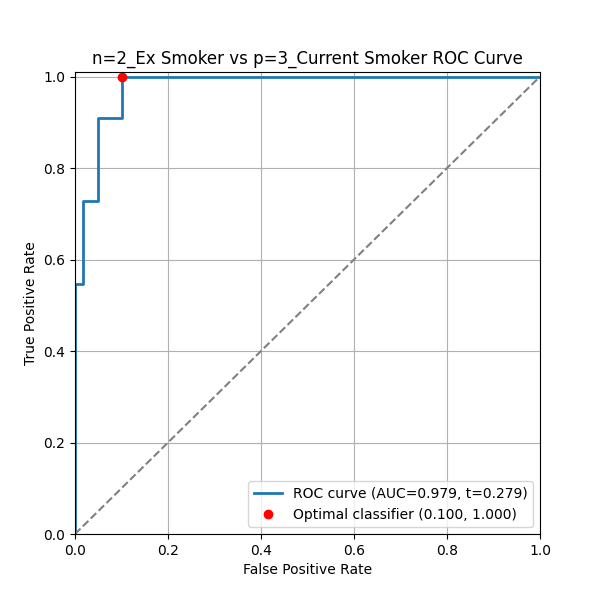 n=2_Ex Smoker vs p=3_Current Smoker ROC Curve
True Positive Rate
1.0
0.8
0.6
0.4
0.2
0.0
ROC curve (AUC=0.979, t=0.279)
Optimal classifier (0.100, 1.000)
0.0 0.2 0.4 0.6 0.8 1.0
False Positive Rate